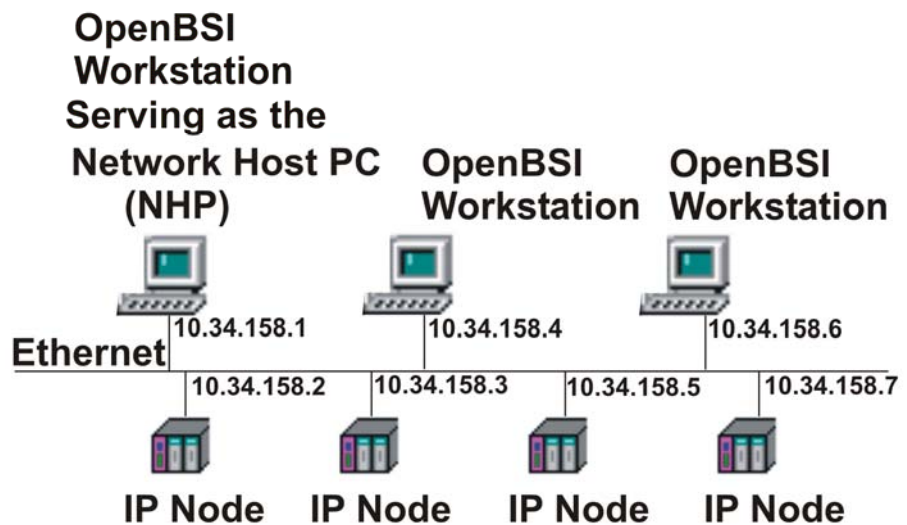 OpenBSI
Workstation
Serving as the
Network Host PC
(NHP)
OpenBSI
Workstation
OpenBSI
Workstation
10.34.158.1
10.34.158.4
10.34.158.6
Ethernet
10.34.158.2
10.34.158.3
10.34.158.5
10.34.158.7
IP Node
IP Node
IP Node
IP Node